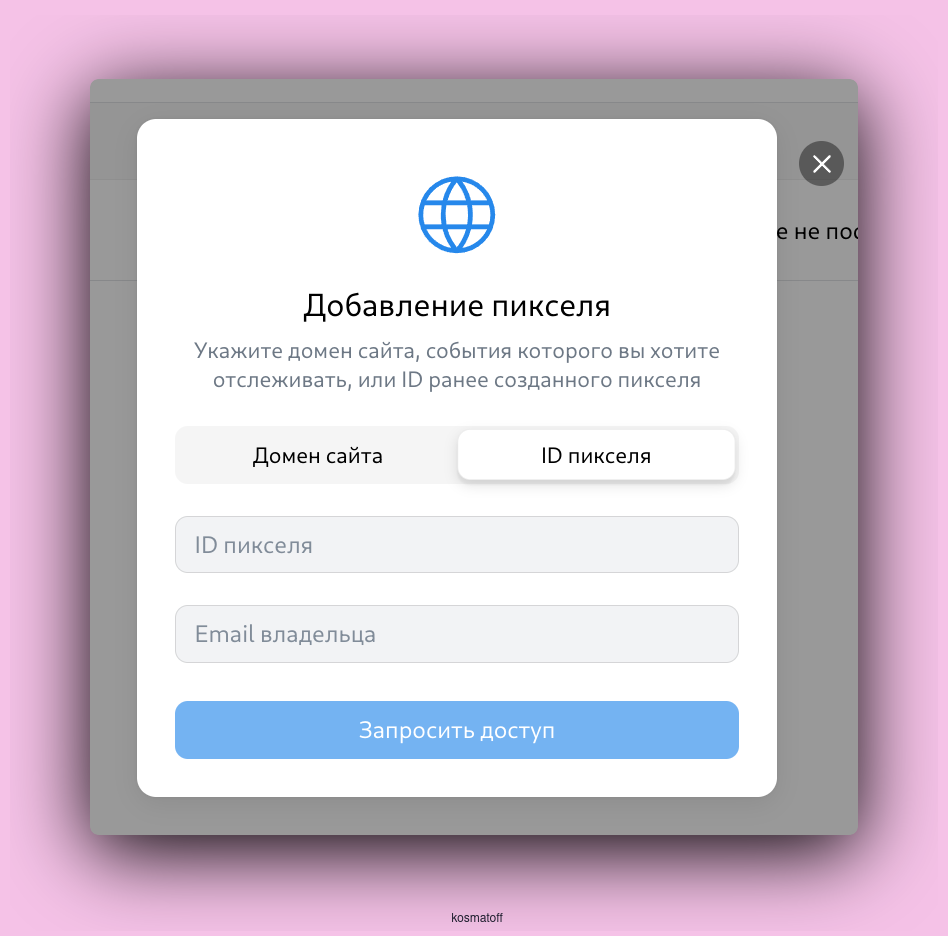 е не пос
Добавление пикселя
Укажите домен сайта, события которого вы хотите
отслеживать, или ID ранее созданного пикселя
Домен сайта
ID пикселя
ID пикселя
Email владельца
Запросить доступ
kosmatoff